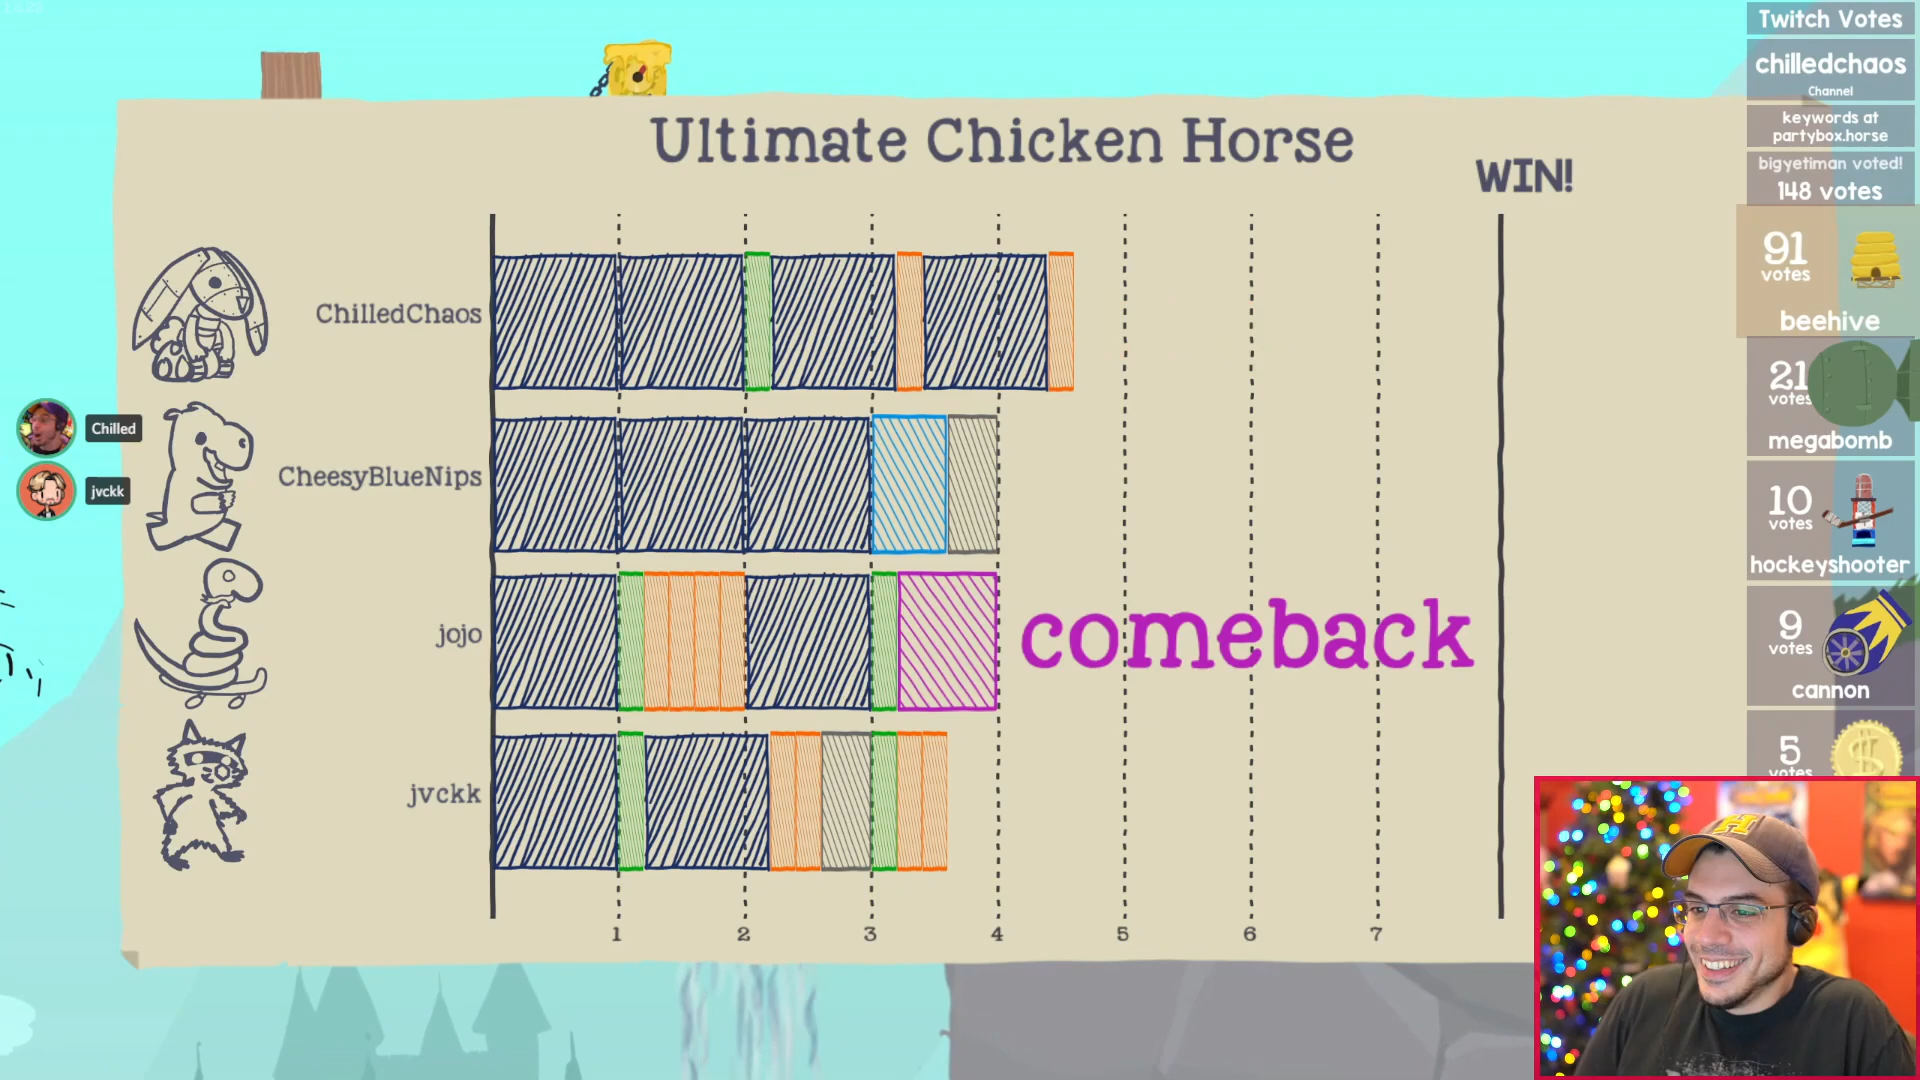 Ultimate Chicken Horse
WIN!
ChilledChaos
CheesyBlueNips
jojo
comeback
jvckk
1 2 3 4 5 6 7
Chilled
jvckk
Twitch Votes
chilledchaos
Channel
keywords at
partybox.horse
bigyetiman voted!
148 votes
91
votes
beehive
21
votes
megabomb
10
votes
hockeyshooter
9
votes
cannon
5
votes
H